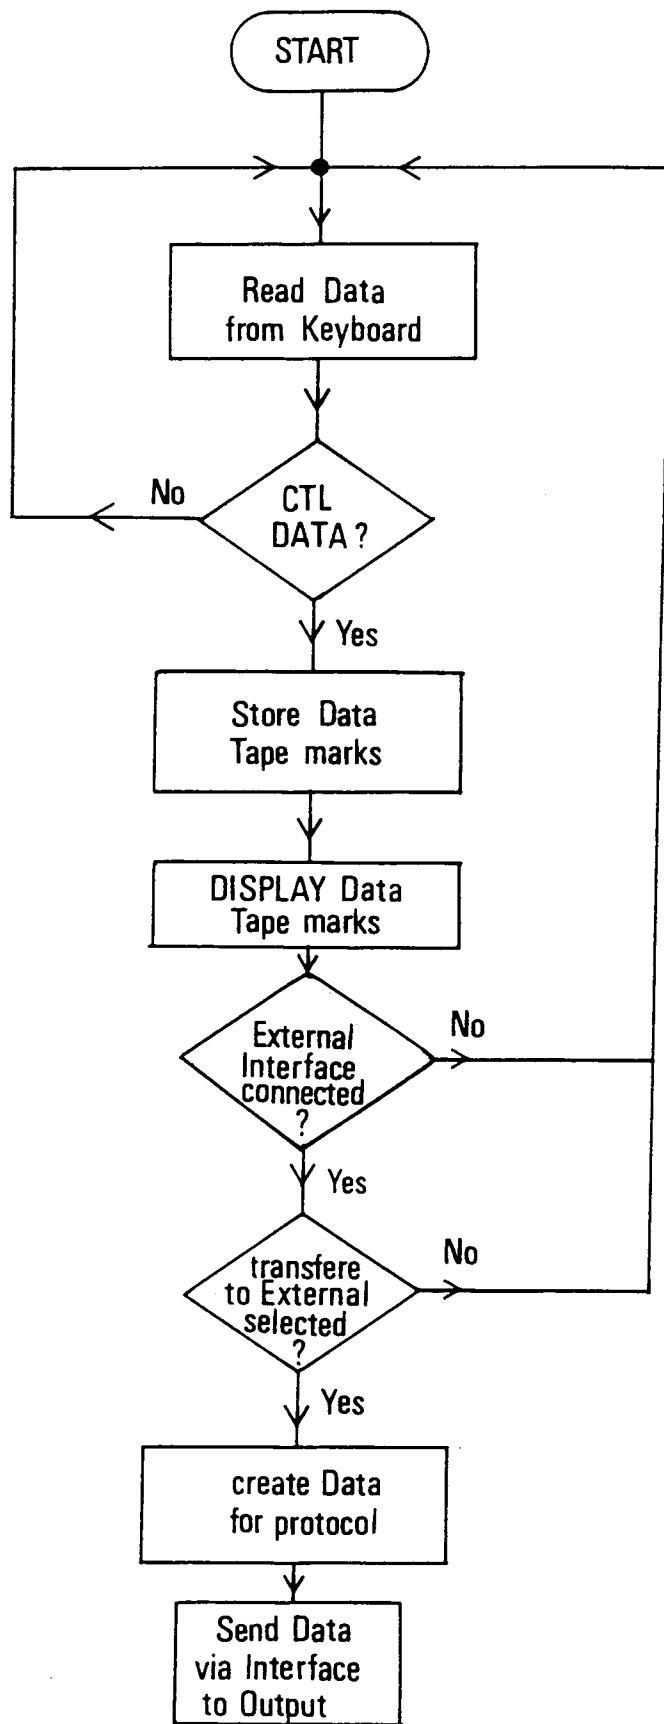 START
Read Data
from Keyboard
No
CTL
DATA?
Yes
Store Data
Tape marks
DISPLAY Data
Tape marks
External
Interface
connected
?
No
Yes
transfere
to External
selected
?
No
Yes
create Data
for protocol
Send Data
via Interface
to Output